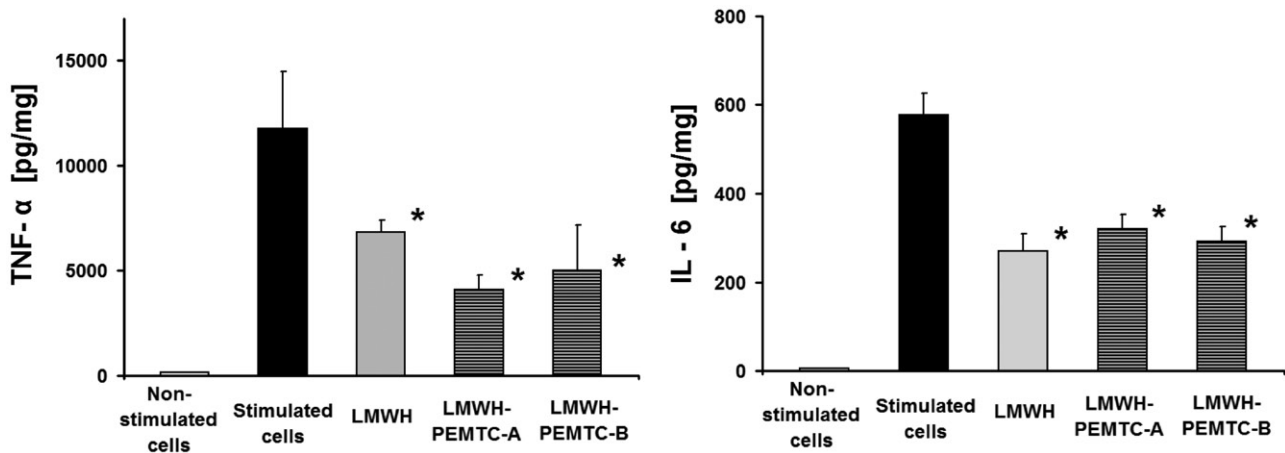 TNF- α [pg/mg]
15000
10000
5000
0
*
*
*
Non-
stimulated
cells
Stimulated
cells
LMWH
LMWH-
PEMTC-A
LMWH-
PEMTC-B
IL - 6 [pg/mg]
800
600
400
200
0
*
*
*
Non-
stimulated
cells
Stimulated
cells
LMWH
LMWH-
PEMTC-A
LMWH-
PEMTC-B